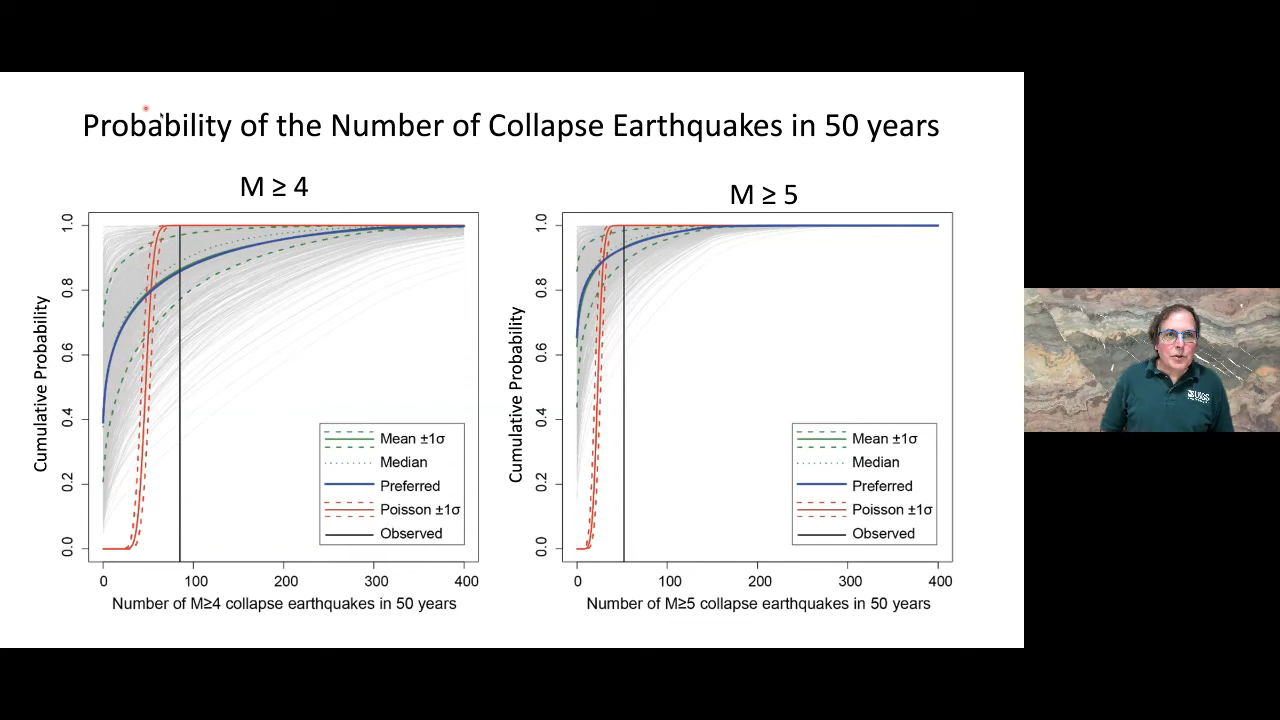 Probability of the Number of Collapse Earthquakes in 50 years
M ≥ 4
M ≥ 5
Cumulative Probability
1.0
0.8
0.6
0.4
0.2
0.0
0 100 200 300 400
Number of M≥4 collapse earthquakes in 50 years
Mean ±1σ
Median
Preferred
Poisson ±1σ
Observed
Cumulative Probability
1.0
0.8
0.6
0.4
0.2
0.0
0 100 200 300 400
Number of M≥5 collapse earthquakes in 50 years
Mean ±1σ
Median
Preferred
Poisson ±1σ
Observed
USGS